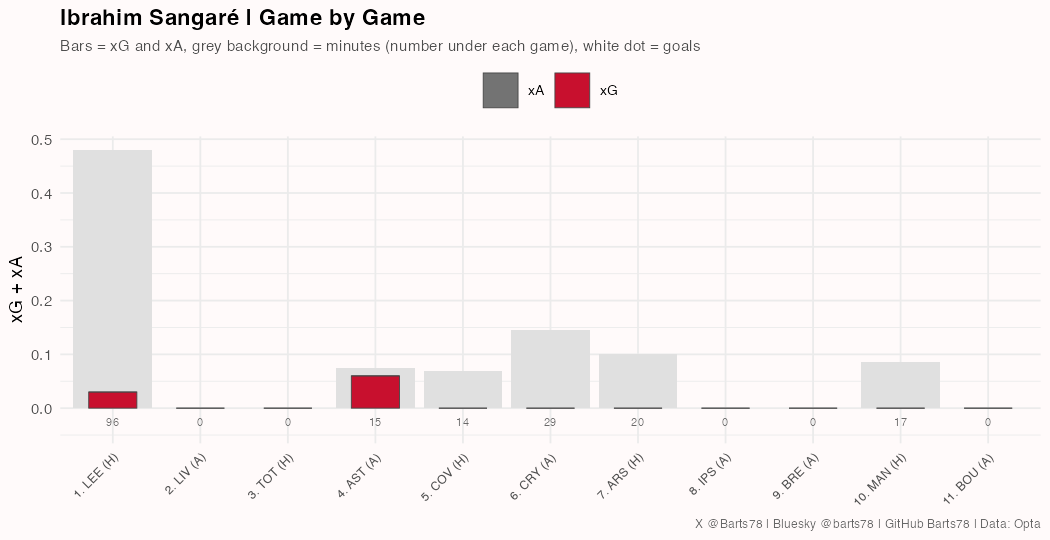 Ibrahim Sangaré | Game by Game
Bars = xG and xA, grey background = minutes (number under each game), white dot = goals
xA xG
xG + xA
0.5
0.4
0.3
0.2
0.1
0.0
96 0 0 15 14 29 20 0 0 17 0
1. LEE (H) 2. LIV (A) 3. TOT (H) 4. AST (A) 5. COV (H) 6. CRY (A) 7. ARS (H) 8. IPS (A) 9. BRE (A) 10. MAN (H) 11. BOU (A)
X @Barts78 | Bluesky @barts78 | GitHub Barts78 | Data: Opta